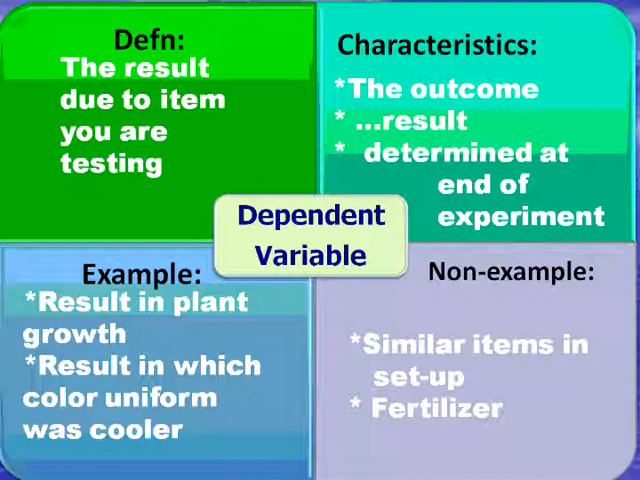 Defn:
The result
due to item
you are
testing
Characteristics:
*The outcome
* ...result
* determined at
end of
experiment
Dependent
Variable
Example:
*Result in plant
growth
*Result in which
color uniform
was cooler
Non-example:
*Similar items in
set-up
* Fertilizer